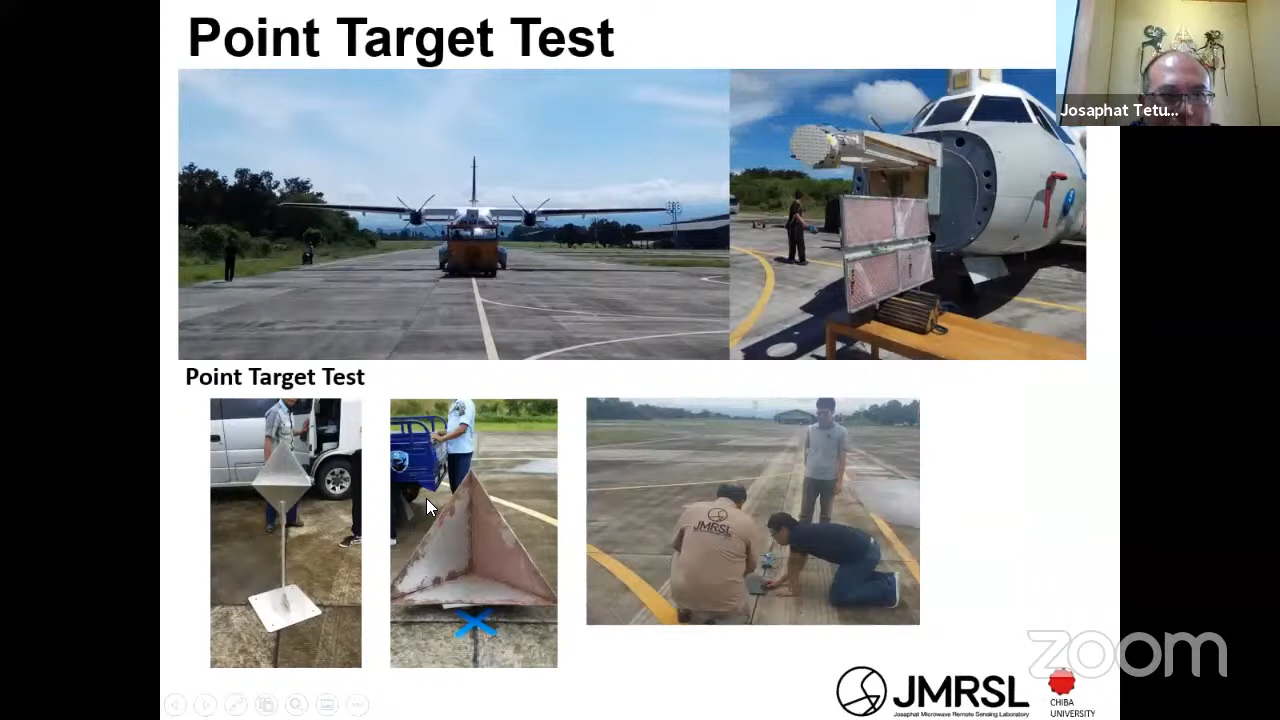 Point Target Test
Josaphat Tetu...
Point Target Test
JMRSL
zoom
JMRSL
Josaphat Microwave Remote Sensing Laboratory
CHIBA
UNIVERSITY